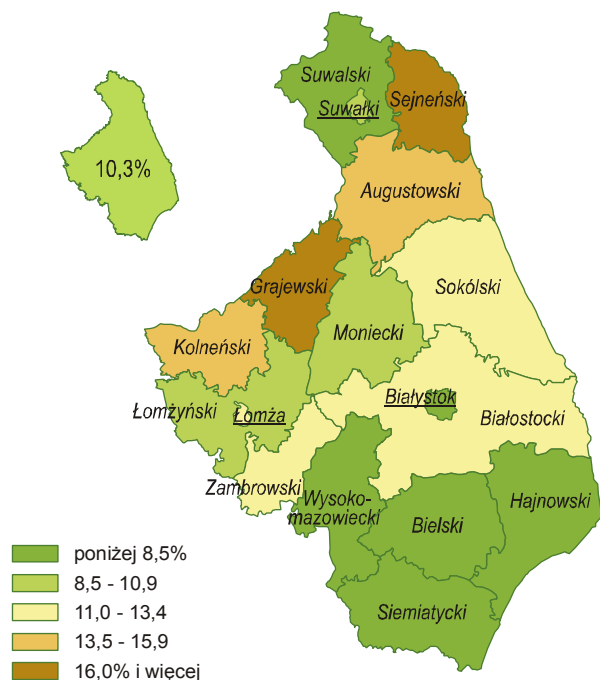 Suwalski
Suwałki
Sejneński
10,3%
Augustowski
Grajewski
Sokólski
Moniecki
Kolneński
Łomżyński
Łomża
Białystok
Białostocki
Zambrowski
Wysoko-
mazowiecki
Hajnowski
Bielski
Siemiatycki
poniżej 8,5%
8,5 - 10,9
11,0 - 13,4
13,5 - 15,9
16,0% i więcej